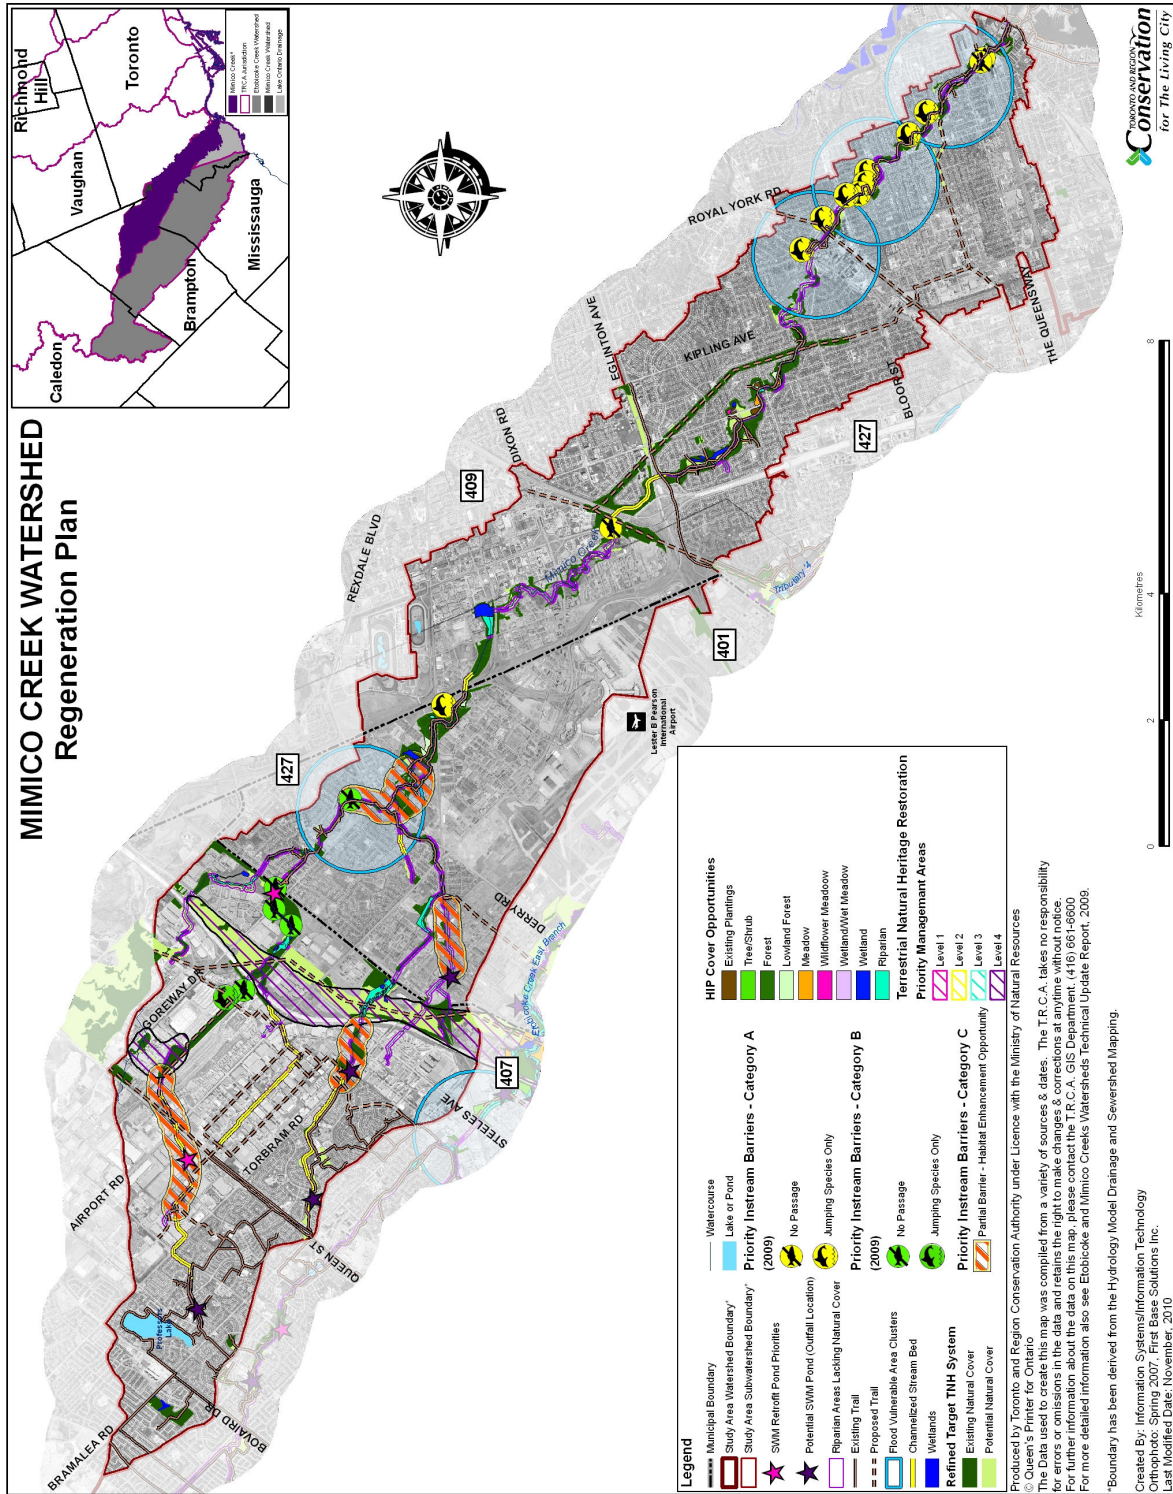 MIMICO CREEK WATERSHED
Regeneration Plan
Richmond
Hill
Toronto
Vaughan
Caledon
Brampton
Mississauga
Mimico Creek*
TRCA Jurisdiction
Etobicoke Creek Watershed
Mimico Creek Watershed
Lake Ontario Drainage
BRAMALEA RD
BOVAIRD DR
Professors
Lake
AIRPORT RD
QUEEN ST
TORBRAM RD
GOREWAY DR
STEELES AVE
407
Etobicoke Creek East Branch
DERRY RD
427
REXDALE BLVD
409
DIXON RD
Mimico Creek
Lester B Pearson
International
Airport
401
Tributary 4
EGLINTON AVE
KIPLING AVE
427
BLOOR ST
ROYAL YORK RD
THE QUEENSWAY
Legend
Municipal Boundary
Study Area Watershed Boundary*
Study Area Subwatershed Boundary*
SWM Retrofit Pond Priorities
Potential SWM Pond (Outfall Location)
Riparian Areas Lacking Natural Cover
Existing Trail
Proposed Trail
Flood Vulnerable Area Clusters
Channelized Stream Bed
Wetlands
Refined Target TNH System
Existing Natural Cover
Potential Natural Cover
Watercourse
Lake or Pond
Priority Instream Barriers - Category A
(2009)
No Passage
Jumping Species Only
Priority Instream Barriers - Category B
(2009)
No Passage
Jumping Species Only
Priority Instream Barriers - Category C
Partial Barrier - Habitat Enhancement Opportunity
HIP Cover Opportunities
Existing Plantings
Tree/Shrub
Forest
Lowland Forest
Meadow
Wildflower Meadoow
Wetland/Wet Meadow
Wetland
Riparian
Terrestrial Natural Heritage Restoration
Priority Management Areas
Level 1
Level 2
Level 3
Level 4
Produced by Toronto and Region Conservation Authority under Licence with the Ministry of Natural Resources
© Queen's Printer for Ontario
The Data used to create this map was compiled from a variety of sources & dates. The T.R.C.A. takes no responsibility
for errors or omissions in the data and retains the right to make changes & corrections at anytime without notice.
For further information about the data on this map, please contact the T.R.C.A. GIS Department. (416) 661-6600
For more detailed information also see Etobicoke and Mimico Creeks Watersheds Technical Update Report, 2009.
*Boundary has been derived from the Hydrology Model Drainage and Sewershed Mapping.
Created By: Information Systems/Information Technology
Orthophoto: Spring 2007, First Base Solutions Inc.
Last Modified Date: November, 2010
0 2 4 8
Kilometres
TORONTO AND REGION
Conservation
for The Living City